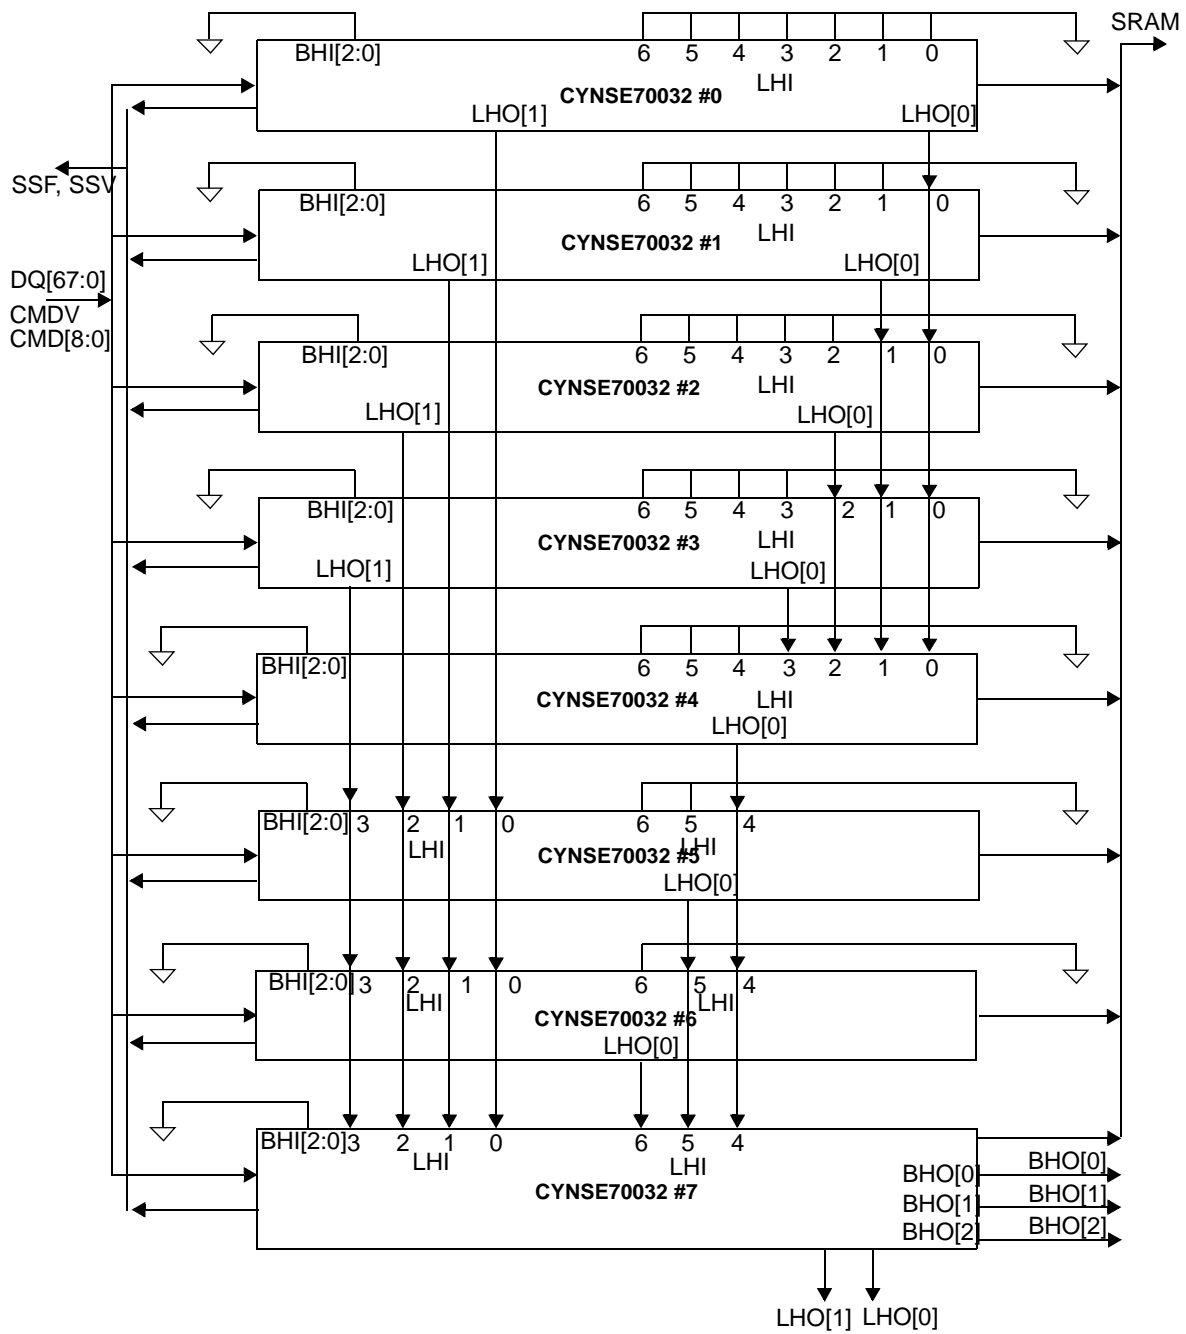 SRAM
BHI[2:0] 6 5 4 3 2 1 0
LHI
CYNSE70032 #0
LHO[1] LHO[0]
SSF, SSV
BHI[2:0] 6 5 4 3 2 1 0
LHI
CYNSE70032 #1
LHO[1] LHO[0]
DQ[67:0]
CMDV
CMD[8:0]
BHI[2:0] 6 5 4 3 2 1 0
LHI
CYNSE70032 #2
LHO[1] LHO[0]
BHI[2:0] 6 5 4 3 2 1 0
LHI
CYNSE70032 #3
LHO[1] LHO[0]
BHI[2:0] 6 5 4 3 2 1 0
LHI
CYNSE70032 #4
LHO[0]
BHI[2:0] 3 2 1 0 6 5 4
LHI LHI
CYNSE70032 #5
LHO[0]
BHI[2:0] 3 2 1 0 6 5 4
LHI LHI
CYNSE70032 #6
LHO[0]
BHI[2:0] 3 2 1 0 6 5 4
LHI LHI
CYNSE70032 #7
BHO[0] BHO[0]
BHO[1] BHO[1]
BHO[2] BHO[2]
LHO[1] LHO[0]